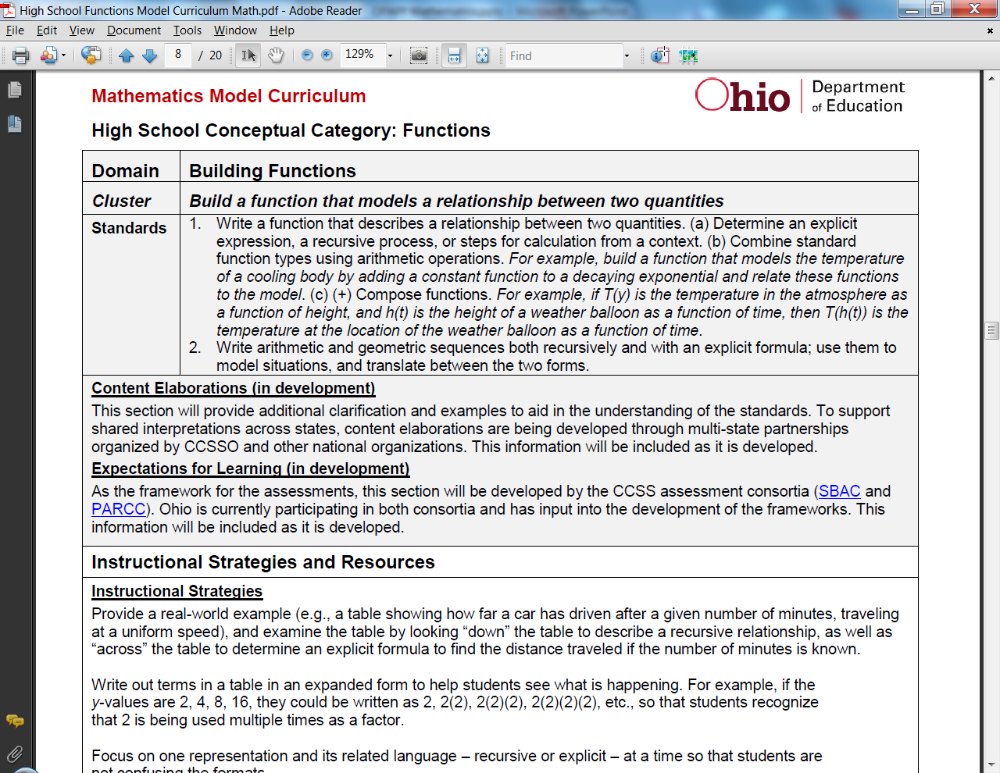 High School Functions Model Curriculum Math.pdf - Adobe Reader
File Edit View Document Tools Window Help
8 / 20 129% Find
Mathematics Model Curriculum
Ohio Department of Education
High School Conceptual Category: Functions
Domain Building Functions
Cluster Build a function that models a relationship between two quantities
Standards 1. Write a function that describes a relationship between two quantities. (a) Determine an explicit
expression, a recursive process, or steps for calculation from a context. (b) Combine standard
function types using arithmetic operations. For example, build a function that models the temperature
of a cooling body by adding a constant function to a decaying exponential and relate these functions
to the model. (c) (+) Compose functions. For example, if T(y) is the temperature in the atmosphere as
a function of height, and h(t) is the height of a weather balloon as a function of time, then T(h(t)) is the
temperature at the location of the weather balloon as a function of time.
2. Write arithmetic and geometric sequences both recursively and with an explicit formula; use them to
model situations, and translate between the two forms.
Content Elaborations (in development)
This section will provide additional clarification and examples to aid in the understanding of the standards. To support
shared interpretations across states, content elaborations are being developed through multi-state partnerships
organized by CCSSO and other national organizations. This information will be included as it is developed.
Expectations for Learning (in development)
As the framework for the assessments, this section will be developed by the CCSS assessment consortia (SBAC and
PARCC). Ohio is currently participating in both consortia and has input into the development of the frameworks. This
information will be included as it is developed.
Instructional Strategies and Resources
Instructional Strategies
Provide a real-world example (e.g., a table showing how far a car has driven after a given number of minutes, traveling
at a uniform speed), and examine the table by looking “down” the table to describe a recursive relationship, as well as
“across” the table to determine an explicit formula to find the distance traveled if the number of minutes is known.
Write out terms in a table in an expanded form to help students see what is happening. For example, if the
y-values are 2, 4, 8, 16, they could be written as 2, 2(2), 2(2)(2), 2(2)(2)(2), etc., so that students recognize
that 2 is being used multiple times as a factor.
Focus on one representation and its related language – recursive or explicit – at a time so that students are
not confusing the formats.